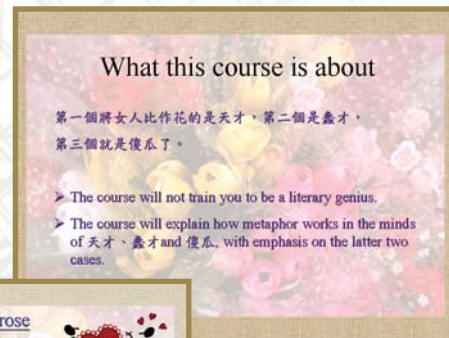 What this course is about
第一個將女人比作花的是天才，第二個是蠢才，
第三個就是傻瓜了。
➢ The course will not train you to be a literary genius.
➢ The course will explain how metaphor works in the minds
of 天才、蠢才and 傻瓜, with emphasis on the latter two
cases.
rose